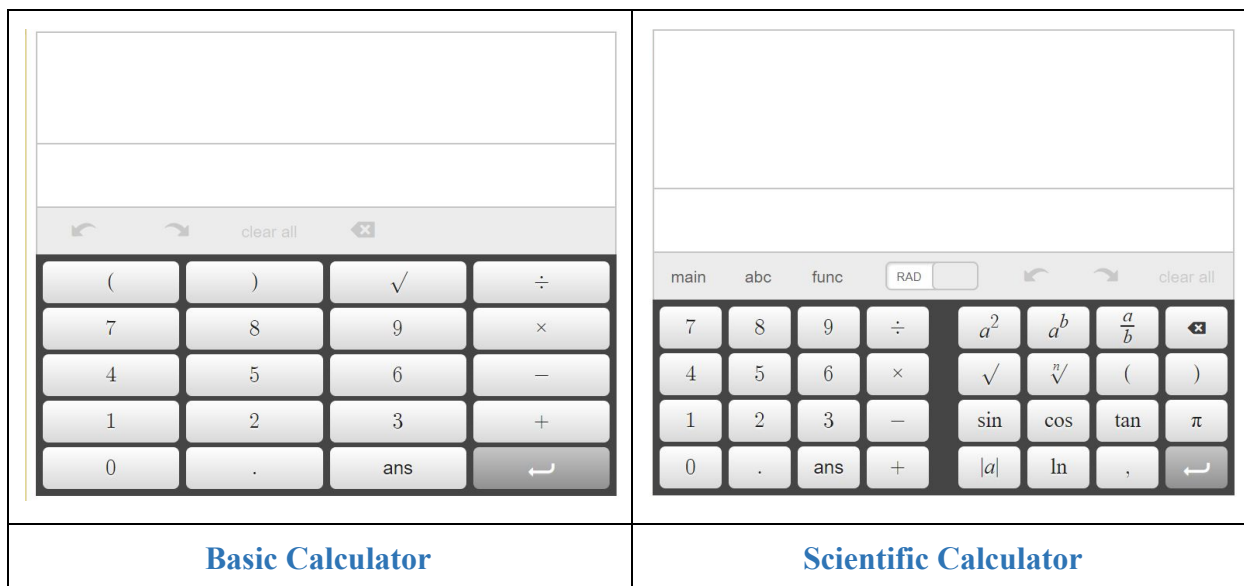 clear all
( ) √ ÷
7 8 9 ×
4 5 6 −
1 2 3 +
0 . ans
Basic Calculator
main abc func RAD clear all
7 8 9 ÷ a² aᵇ a/b
4 5 6 × √ ⁿ√ ( )
1 2 3 − sin cos tan π
0 . ans + |a| ln ,
Scientific Calculator